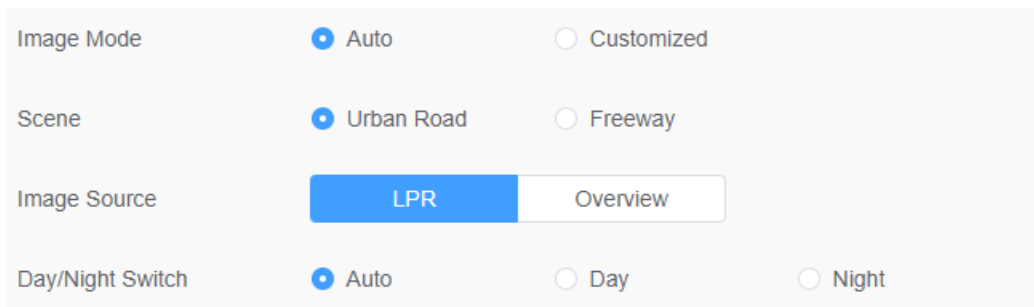 Image Mode Auto Customized
Scene Urban Road Freeway
Image Source LPR Overview
Day/Night Switch Auto Day Night